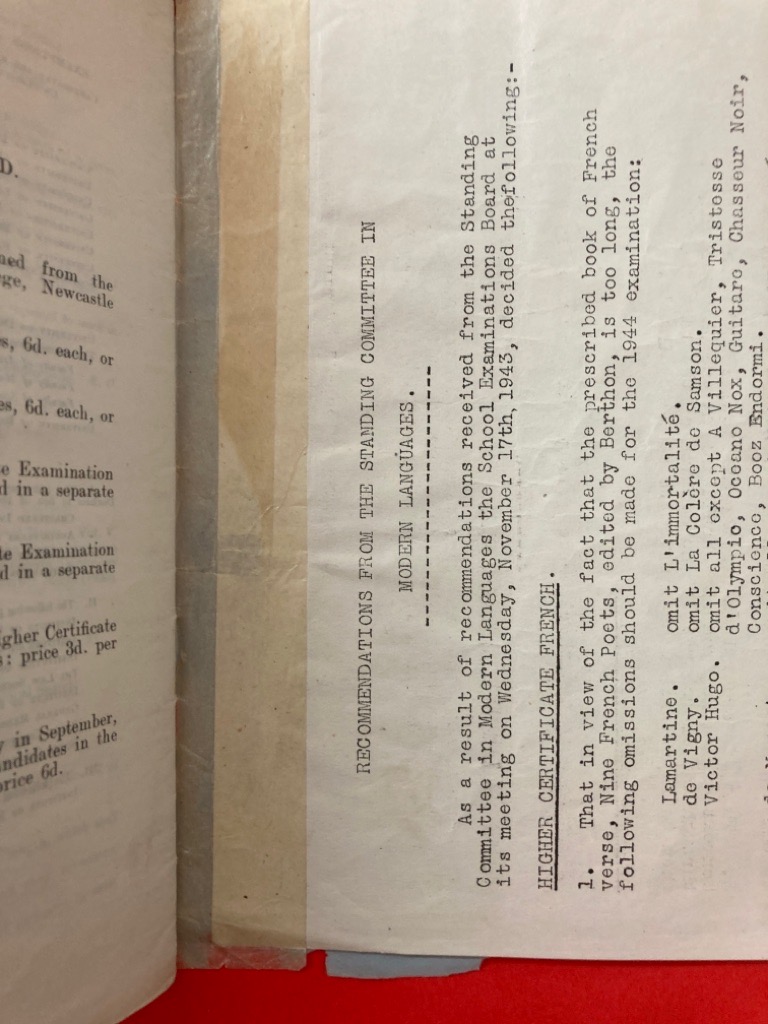 D.
ned from the
ge, Newcastle
s, 6d. each, or
es, 6d. each, or
e Examination
d in a separate
te Examination
d in a separate
igher Certificate
s: price 3d. per
y in September,
andidates in the
price 6d.
RECOMMENDATIONS FROM THE STANDING COMMITTEE IN
MODERN LANGUAGES.
As a result of recommendations received from the Standing
Committee in Modern Languages the School Examinations Board at
its meeting on Wednesday, November 17th, 1943, decided thefollowing:-
HIGHER CERTIFICATE FRENCH.
1. That in view of the fact that the prescribed book of French
verse, Nine French Poets, edited by Berthon, is too long, the
following omissions should be made for the 1944 examination:
Lamartine. omit L'immortalité.
de Vigny. omit La Colère de Samson.
Victor Hugo. omit all except A Villequier, Tristesse
d'Olympio, Oceano Nox, Guitare, Chasseur Noir,
Conscience, Booz Endormi.